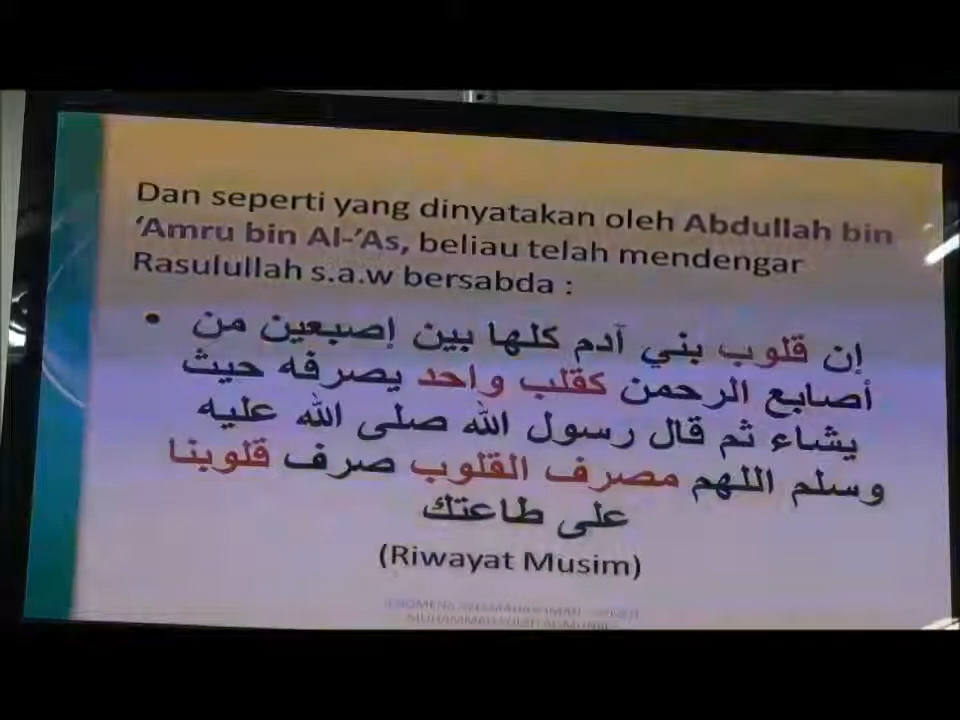 Dan seperti yang dinyatakan oleh Abdullah bin
‘Amru bin Al-’As, beliau telah mendengar
Rasulullah s.a.w bersabda :
• إن قلوب بني آدم كلها بين إصبعين من
أصابع الرحمن كقلب واحد يصرفه حيث
يشاء ثم قال رسول الله صلى الله عليه
وسلم اللهم مصرف القلوب صرف قلوبنا
على طاعتك
(Riwayat Musim)